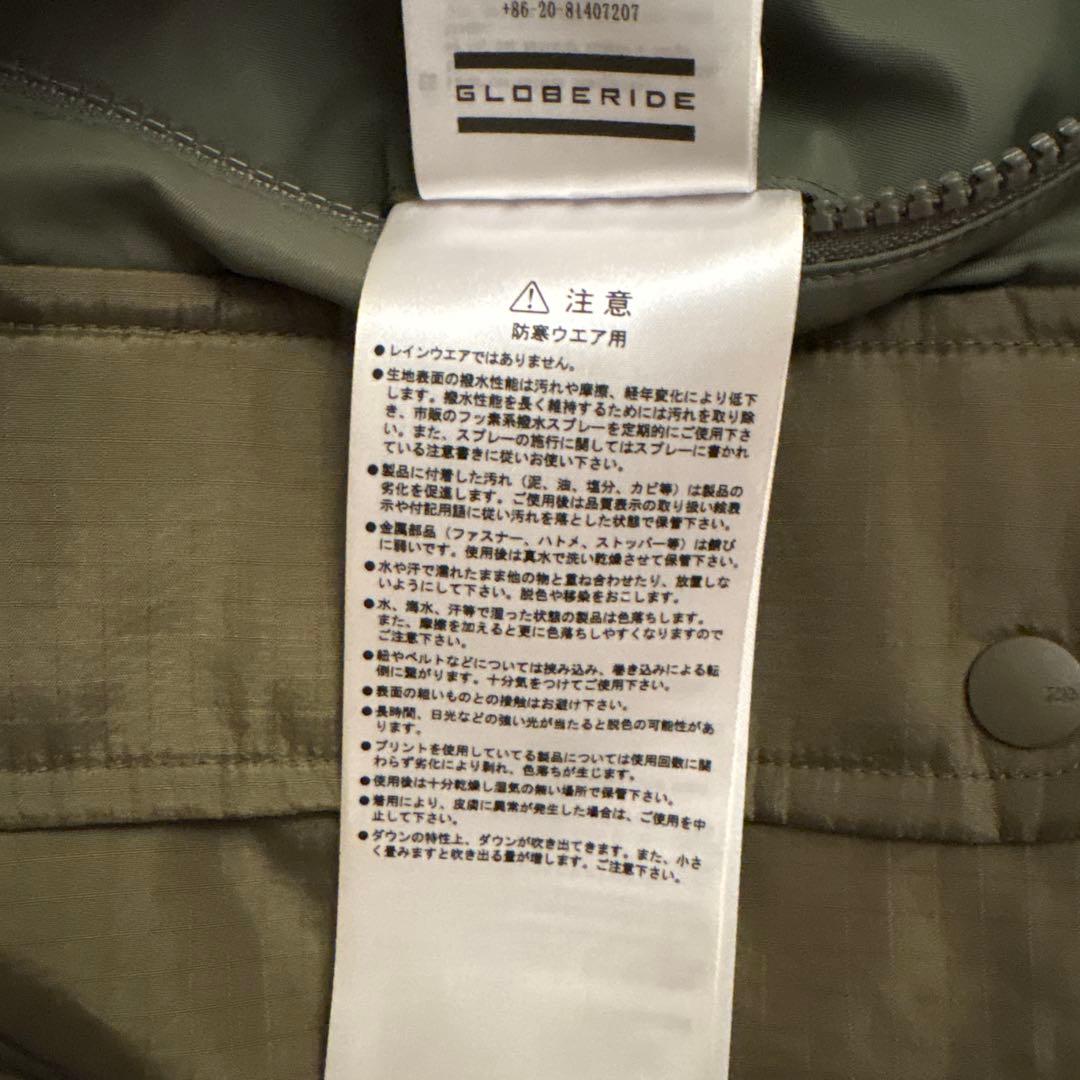 +86-20-81407207
GLOBERIDE
⚠ 注意
防寒ウエア用
●レインウエアではありません。
●生地表面の撥水性能は汚れや摩擦、経年変化により低下
します。撥水性能を長く維持するためには汚れを取り除
き、市販のフッ素系撥水スプレーを定期的にご使用下さ
い。また、スプレーの施行に関してはスプレーに書かれ
ている注意書きに従いお使い下さい。
●製品に付着した汚れ（泥、油、塩分、カビ等）は製品の
劣化を促進します。ご使用後は品質表示の取り扱い絵表
示や付記用語に従い汚れを落とした状態で保管下さい。
●金属部品（ファスナー、ハトメ、ストッパー等）は錆び
に弱いです。使用後は真水で洗い乾燥させて保管下さい。
●水や汗で濡れたまま他の物と重ね合わせたり、放置しな
いようにして下さい。脱色や移染をおこします。
●水、海水、汗等で湿った状態の製品は色落ちします。
また、摩擦を加えると更に色落ちしやすくなりますので
ご注意下さい。
●紐やベルトなどについては挟み込み、巻き込みによる転
倒に繋がります。十分気をつけてご使用下さい。
●表面の粗いものとの接触はお避け下さい。
●長時間、日光などの強い光が当たると脱色の可能性があ
ります。
●プリントを使用していてる製品については使用回数に関
わらず劣化により剥れ、色落ちが生じます。
●使用後は十分乾燥し湿気の無い場所で保管下さい。
●着用により、皮膚に異常が発生した場合は、ご使用を中
止して下さい。
●ダウンの特性上、ダウンが吹き出てきます。また、小さ
く畳みますと吹き出る量が増します。ご注意下さい。